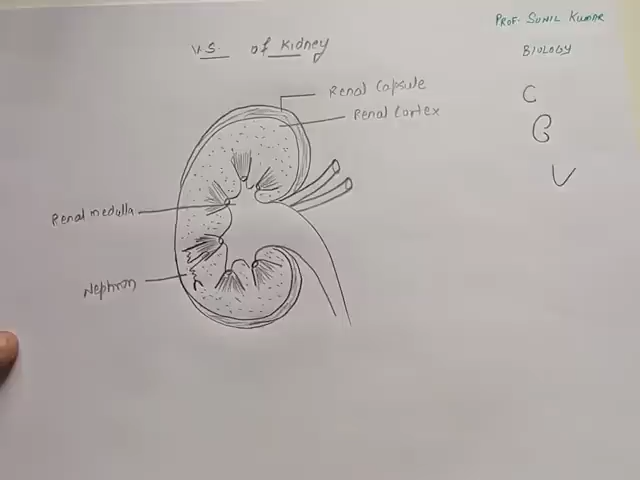 PROF. SUNIL KUMAR
BIOLOGY
V.S. of Kidney
Renal Capsule
Renal Cortex
Renal medulla
Nephron
C
B
V